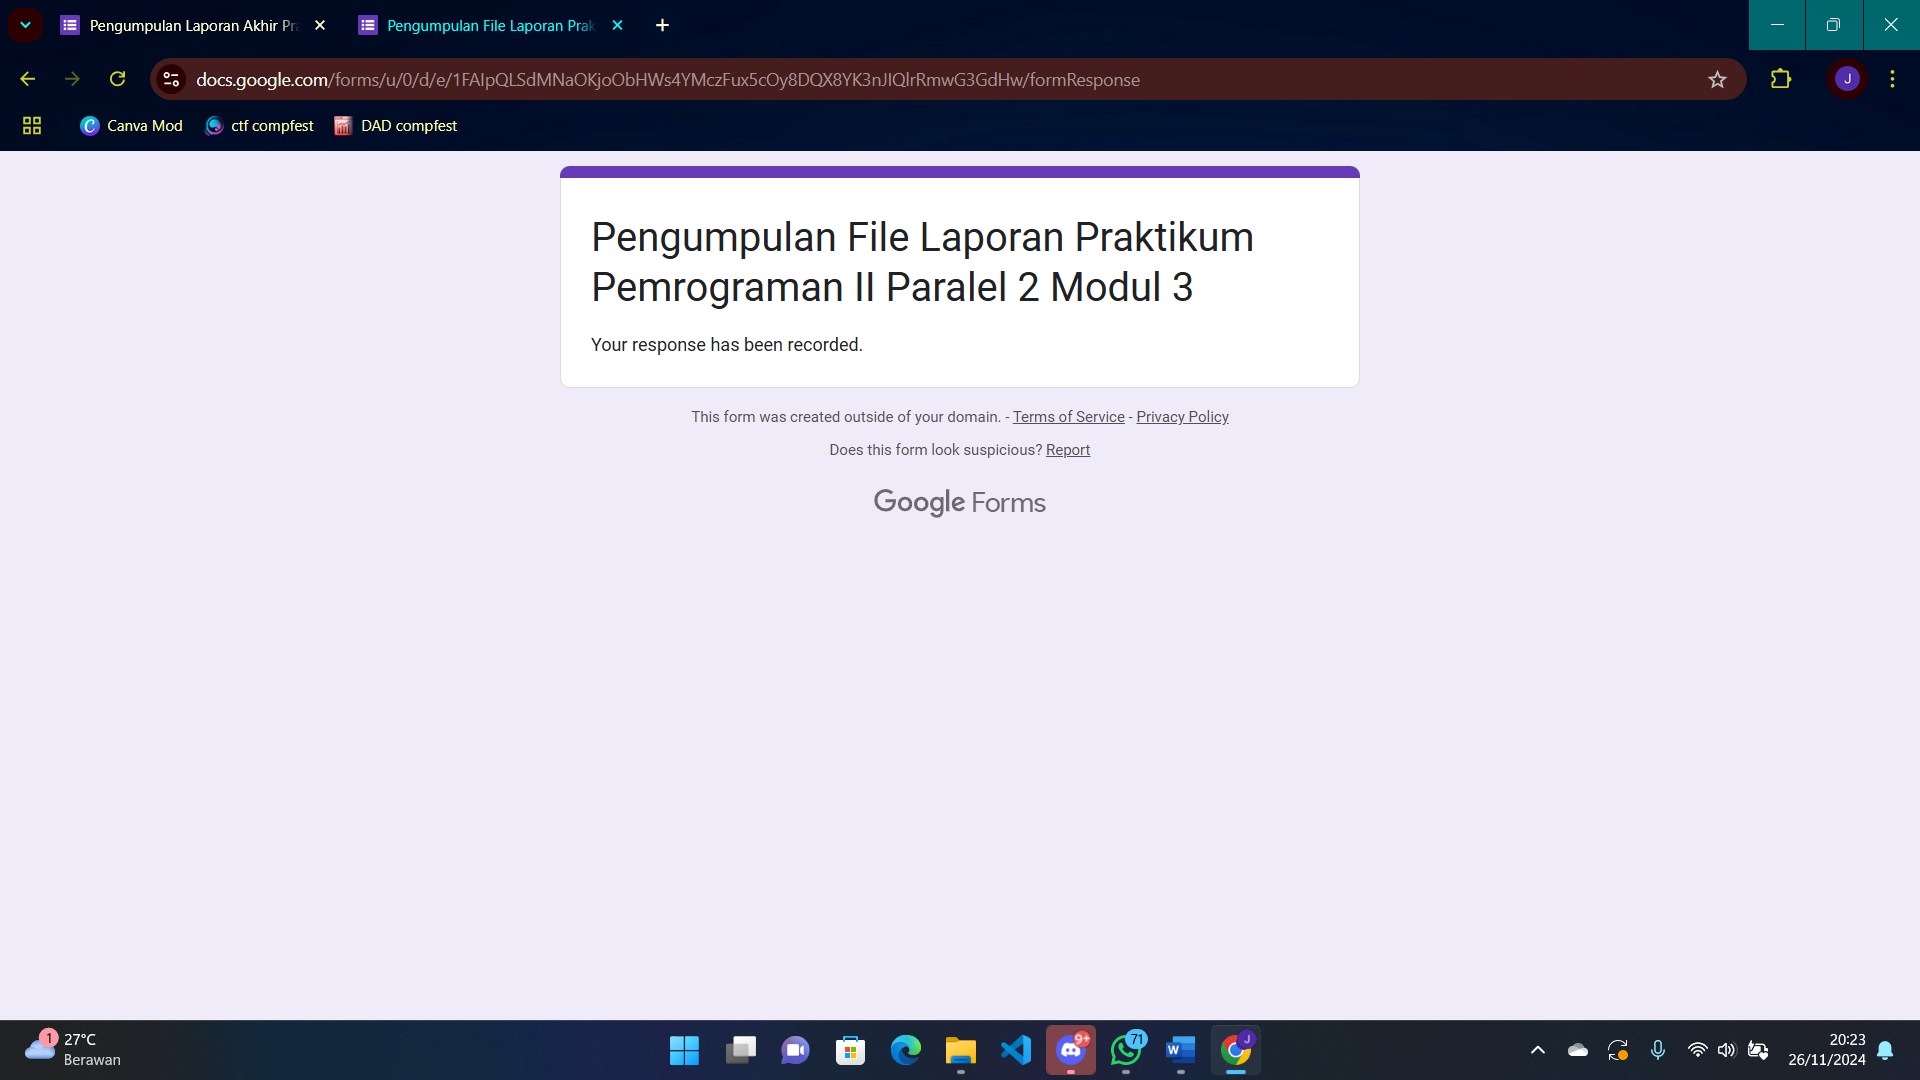 Pengumpulan Laporan Akhir Pra
Pengumpulan File Laporan Prak
docs.google.com/forms/u/0/d/e/1FAIpQLSdMNaOKjoObHWs4YMczFux5cOy8DQX8YK3nJIQlrRmwG3GdHw/formResponse
J
Canva Mod
ctf compfest
DAD compfest
Pengumpulan File Laporan Praktikum
Pemrograman II Paralel 2 Modul 3
Your response has been recorded.
This form was created outside of your domain. - Terms of Service - Privacy Policy
Does this form look suspicious? Report
Google Forms
1
27°C
Berawan
9+
71
W
J
20:23
26/11/2024